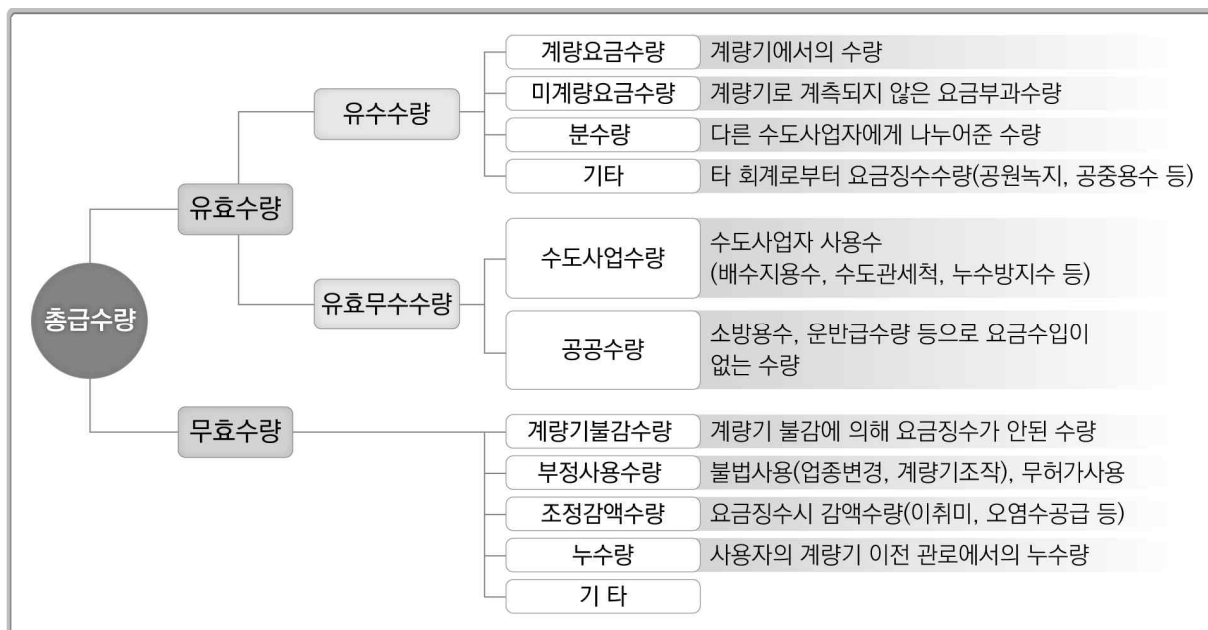 총급수량
유효수량
유수수량
계량요금수량 계량기에서의 수량
미계량요금수량 계량기로 계측되지 않은 요금부과수량
분수량 다른 수도사업자에게 나누어준 수량
기타 타 회계로부터 요금징수수량(공원녹지, 공중용수 등)
유효무수수량
수도사업수량 수도사업자 사용수
(배수지용수, 수도관세척, 누수방지수 등)
공공수량 소방용수, 운반급수량 등으로 요금수입이
없는 수량
무효수량
계량기불감수량 계량기 불감에 의해 요금징수가 안된 수량
부정사용수량 불법사용(업종변경, 계량기조작), 무허가사용
조정감액수량 요금징수시 감액수량(이취미, 오염수공급 등)
누수량 사용자의 계량기 이전 관로에서의 누수량
기 타